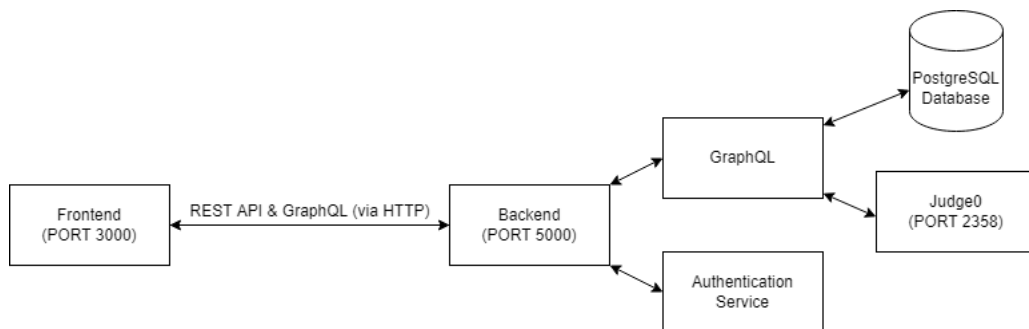 PostgreSQL
Database
GraphQL
Frontend
(PORT 3000)
REST API & GraphQL (via HTTP)
Backend
(PORT 5000)
Judge0
(PORT 2358)
Authentication
Service